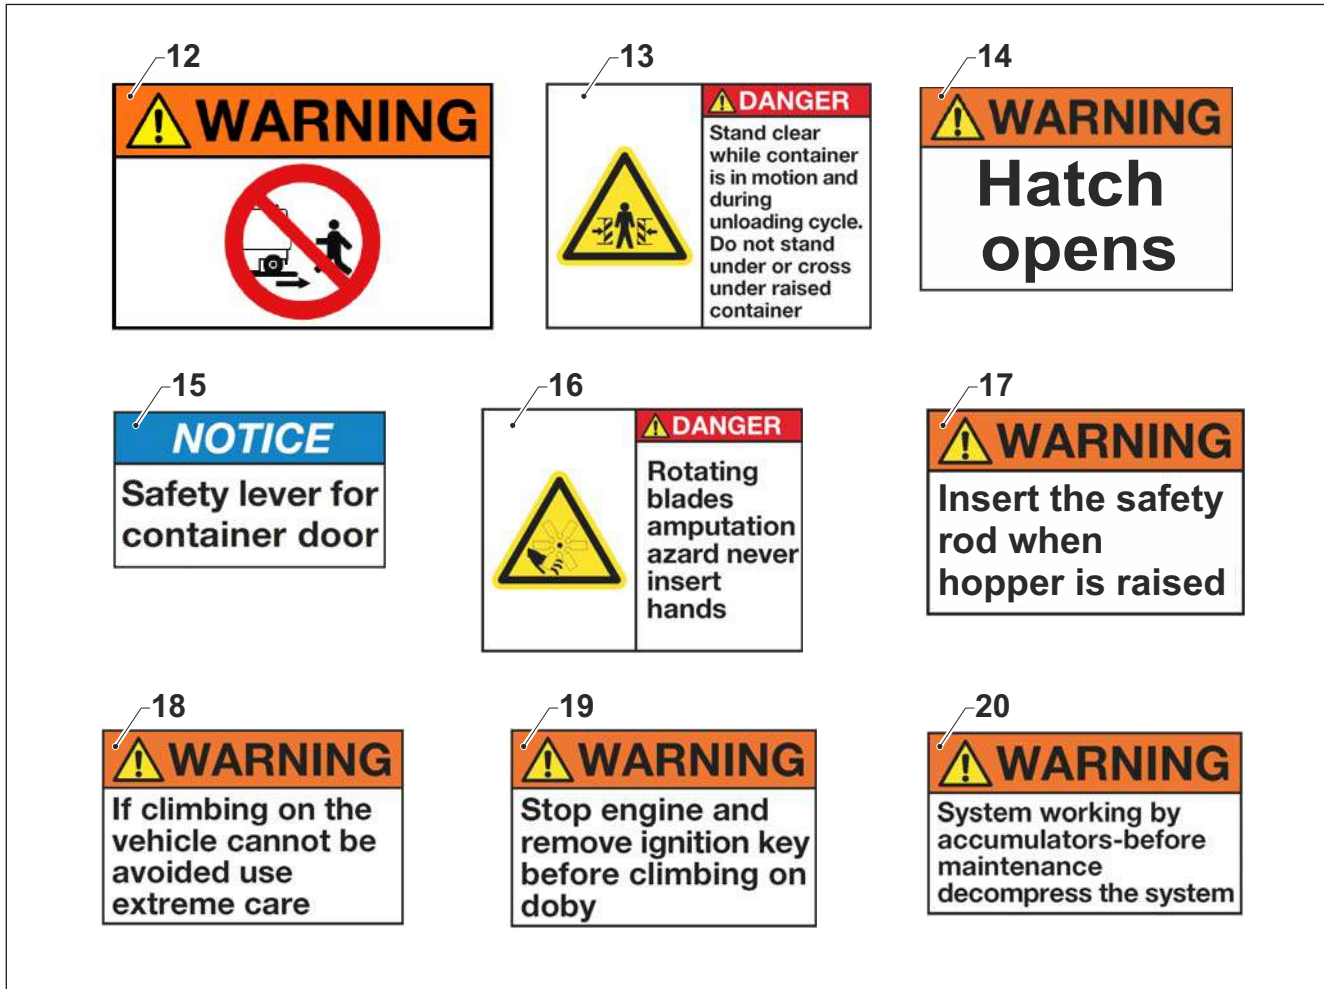 12
WARNING
13
DANGER
Stand clear
while container
is in motion and
during
unloading cycle.
Do not stand
under or cross
under raised
container
14
WARNING
Hatch
opens
15
NOTICE
Safety lever for
container door
16
DANGER
Rotating
blades
amputation
azard never
insert
hands
17
WARNING
Insert the safety
rod when
hopper is raised
18
WARNING
If climbing on the
vehicle cannot be
avoided use
extreme care
19
WARNING
Stop engine and
remove ignition key
before climbing on
doby
20
WARNING
System working by
accumulators-before
maintenance
decompress the system